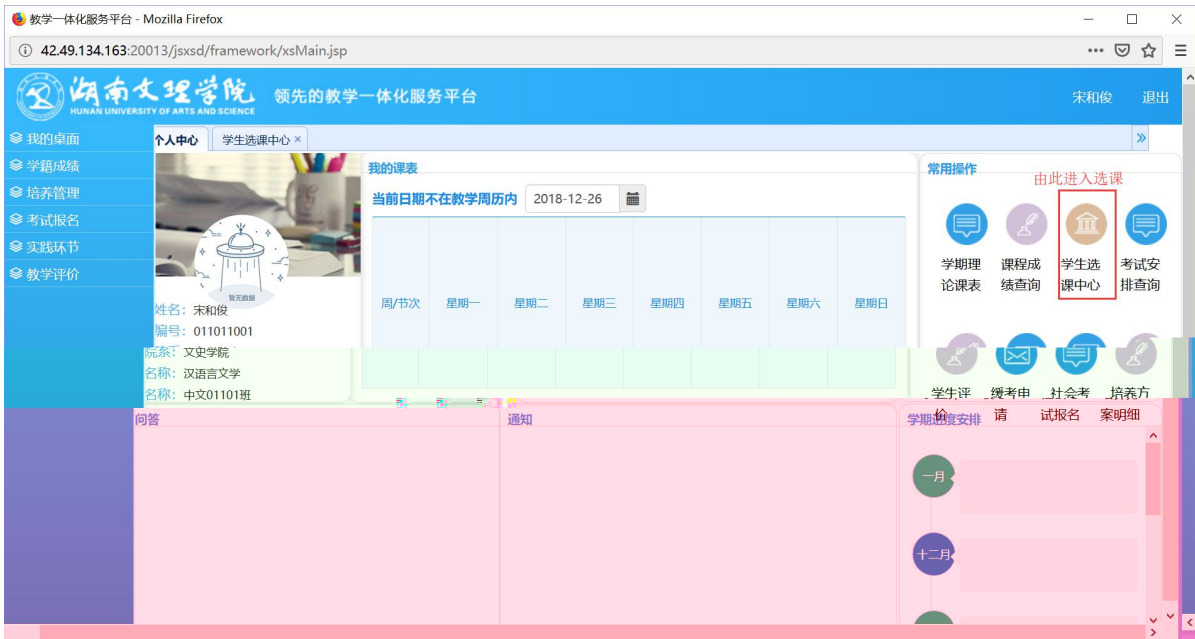 教学一体化服务平台 - Mozilla Firefox
42.49.134.163:20013/jsxsd/framework/xsMain.jsp
湖南文理学院
HUNAN UNIVERSITY OF ARTS AND SCIENCE
领先的教学一体化服务平台
宋和俊 退出
我的桌面
学籍成绩
培养管理
考试报名
实践环节
教学评价
个人中心 学生选课中心 ×
暂无数据
姓名：宋和俊
编号：011011001
院系：文史学院
名称：汉语言文学
名称：中文01101班
我的课表
当前日期不在教学周历内 2018-12-26
周/节次 星期一 星期二 星期三 星期四 星期五 星期六 星期日
常用操作
由此进入选课
学期理论课表
课程成绩查询
学生选课中心
考试安排查询
学生评价
缓考申请
社会考试报名
培养方案明细
问答
通知
学期进度安排
一月
十二月